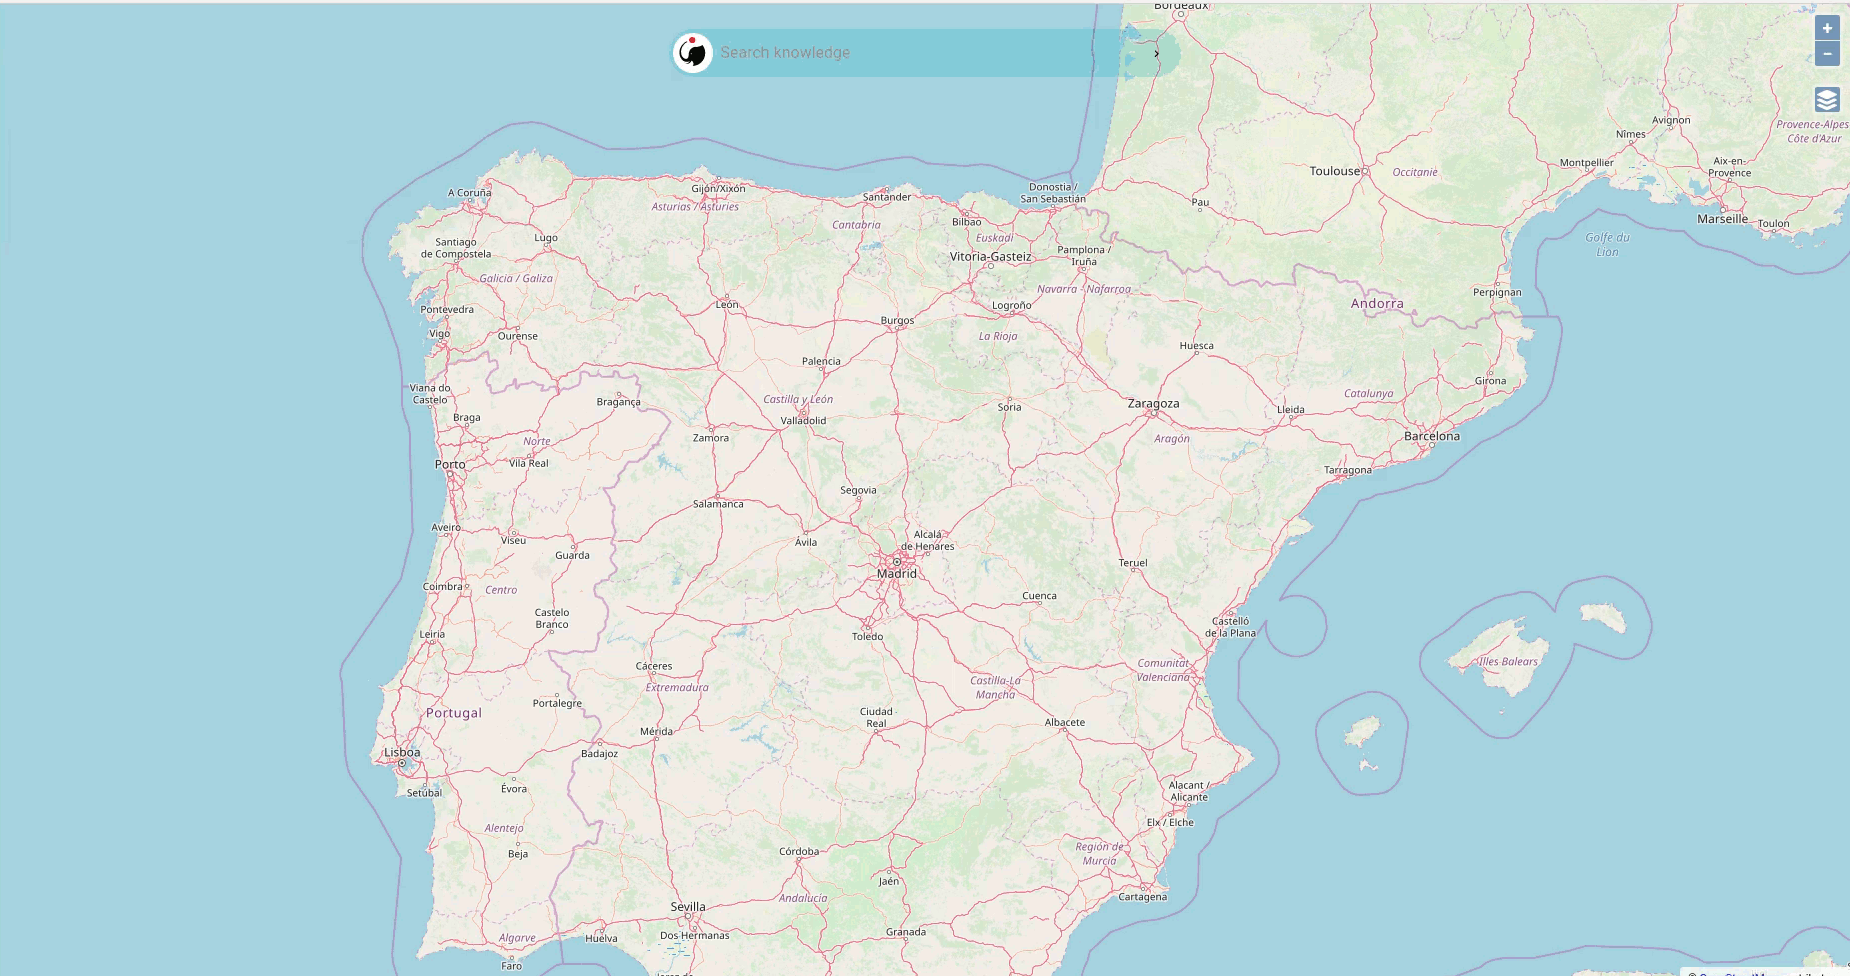 Bordeaux
Search knowledge
+
−
Avignon
Nîmes
Provence-Alpes
Côte d'Azur
Montpellier
Aix-en-
Provence
Toulouse
Occitanie
Marseille
Toulon
Golfe du
Lion
Pau
Perpignan
Andorra
A Coruña
Gijón/Xixón
Asturias / Asturies
Santander
Cantabria
Donostia /
San Sebastián
Bilbao
Euskadi
Vitoria-Gasteiz
Pamplona /
Iruña
Navarra - Nafarroa
Santiago
de Compostela
Lugo
Galicia / Galiza
León
Logroño
Pontevedra
Burgos
Vigo
Ourense
La Rioja
Huesca
Palencia
Viana do
Castelo
Bragança
Castilla y León
Valladolid
Soria
Zaragoza
Lleida
Catalunya
Girona
Braga
Norte
Zamora
Aragón
Barcelona
Porto
Vila Real
Tarragona
Segovia
Salamanca
Aveiro
Viseu
Ávila
Alcalá
de Henares
Guarda
Madrid
Teruel
Coimbra
Centro
Cuenca
Castelo
Branco
Castelló
de la Plana
Leiria
Toledo
Cáceres
Extremadura
Comunitat
Valenciana
Illes Balears
Castilla-La
Mancha
Portalegre
Portugal
Ciudad
Real
Albacete
Mérida
Lisboa
Badajoz
Évora
Setúbal
Alacant /
Alicante
Elx / Elche
Alentejo
Beja
Córdoba
Región de
Murcia
Jaén
Cartagena
Andalucía
Sevilla
Algarve
Huelva
Dos Hermanas
Granada
Faro